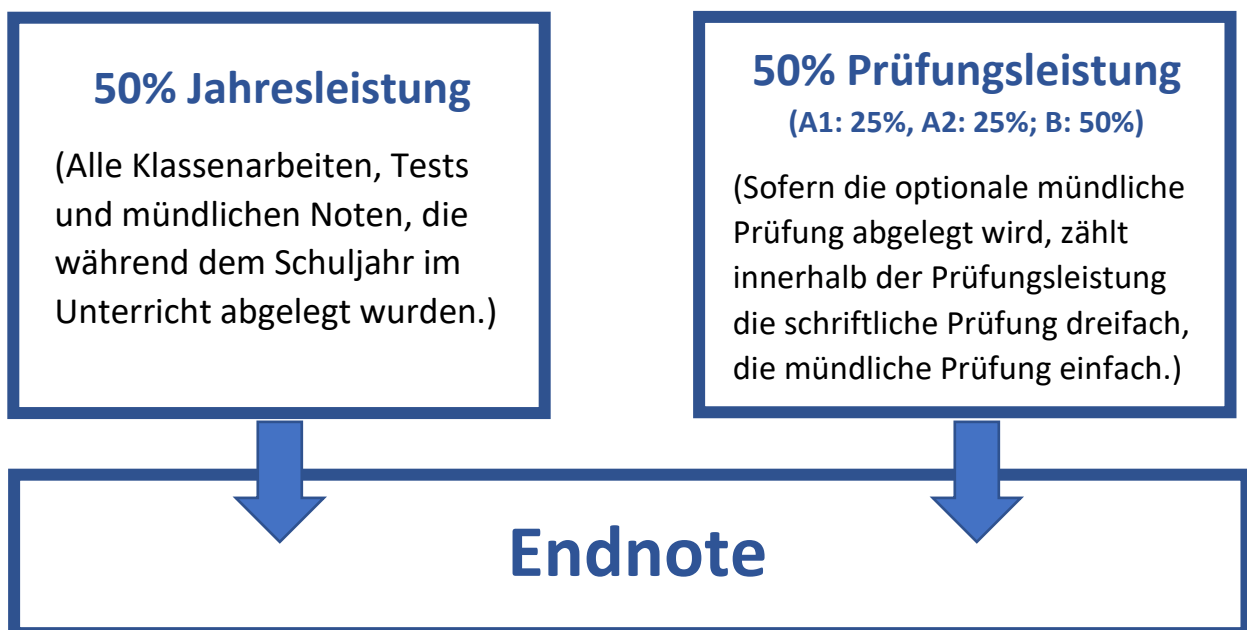 50% Jahresleistung
(Alle Klassenarbeiten, Tests
und mündlichen Noten, die
während dem Schuljahr im
Unterricht abgelegt wurden.)
50% Prüfungsleistung
(A1: 25%, A2: 25%; B: 50%)
(Sofern die optionale mündliche
Prüfung abgelegt wird, zählt
innerhalb der Prüfungsleistung
die schriftliche Prüfung dreifach,
die mündliche Prüfung einfach.)
Endnote